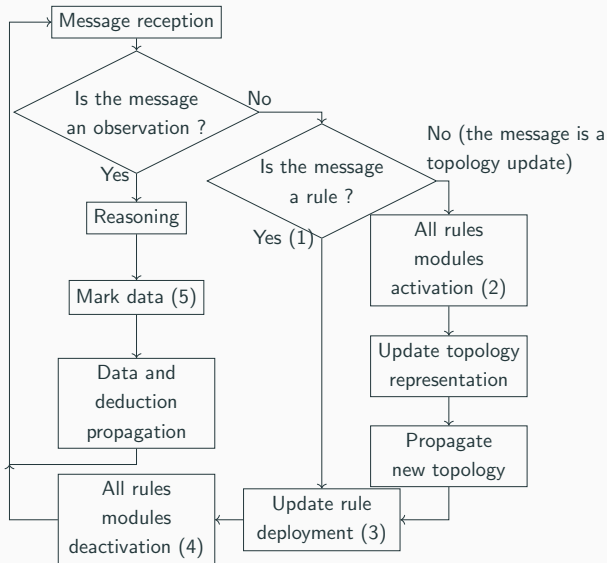 Message reception
Is the message
an observation ?
No
Yes
Is the message
a rule ?
No (the message is a
topology update)
Yes (1)
Reasoning
All rules
modules
activation (2)
Mark data (5)
Update topology
representation
Data and
deduction
propagation
Propagate
new topology
All rules
modules
deactivation (4)
Update rule
deployment (3)